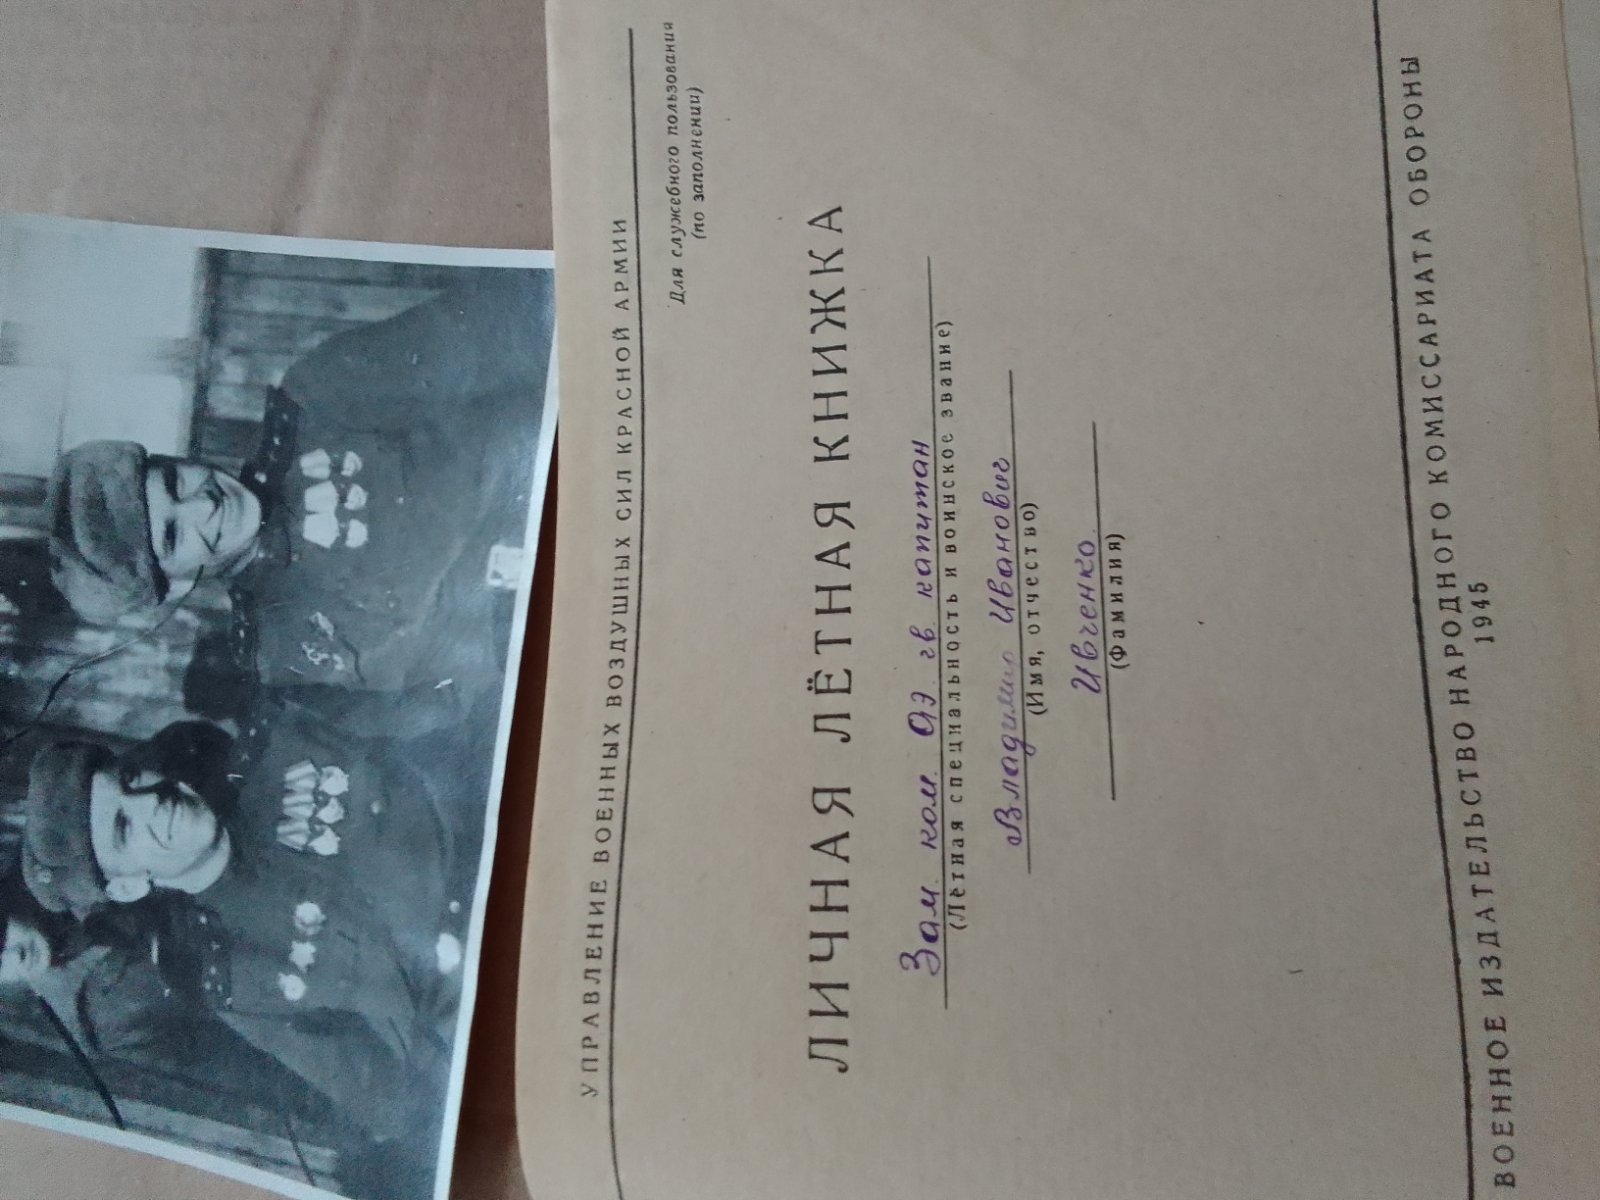 УПРАВЛЕНИЕ ВОЕННЫХ ВОЗДУШНЫХ СИЛ КРАСНОЙ АРМИИ
Для служебного пользования
(по заполнении)
ЛИЧНАЯ ЛЁТНАЯ КНИЖКА
Зам. ком АЭ гв. капитан
(Лётная специальность и воинское звание)
Владимир Иванович
(Имя, отчество)
Ивченко
(Фамилия)
ВОЕННОЕ ИЗДАТЕЛЬСТВО НАРОДНОГО КОМИССАРИАТА ОБОРОНЫ
1945